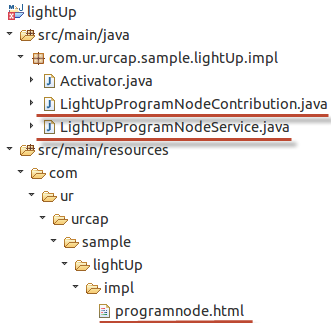 lightUp
src/main/java
com.ur.urcap.sample.lightUp.impl
Activator.java
LightUpProgramNodeContribution.java
LightUpProgramNodeService.java
src/main/resources
com
ur
urcap
sample
lightUp
impl
programnode.html